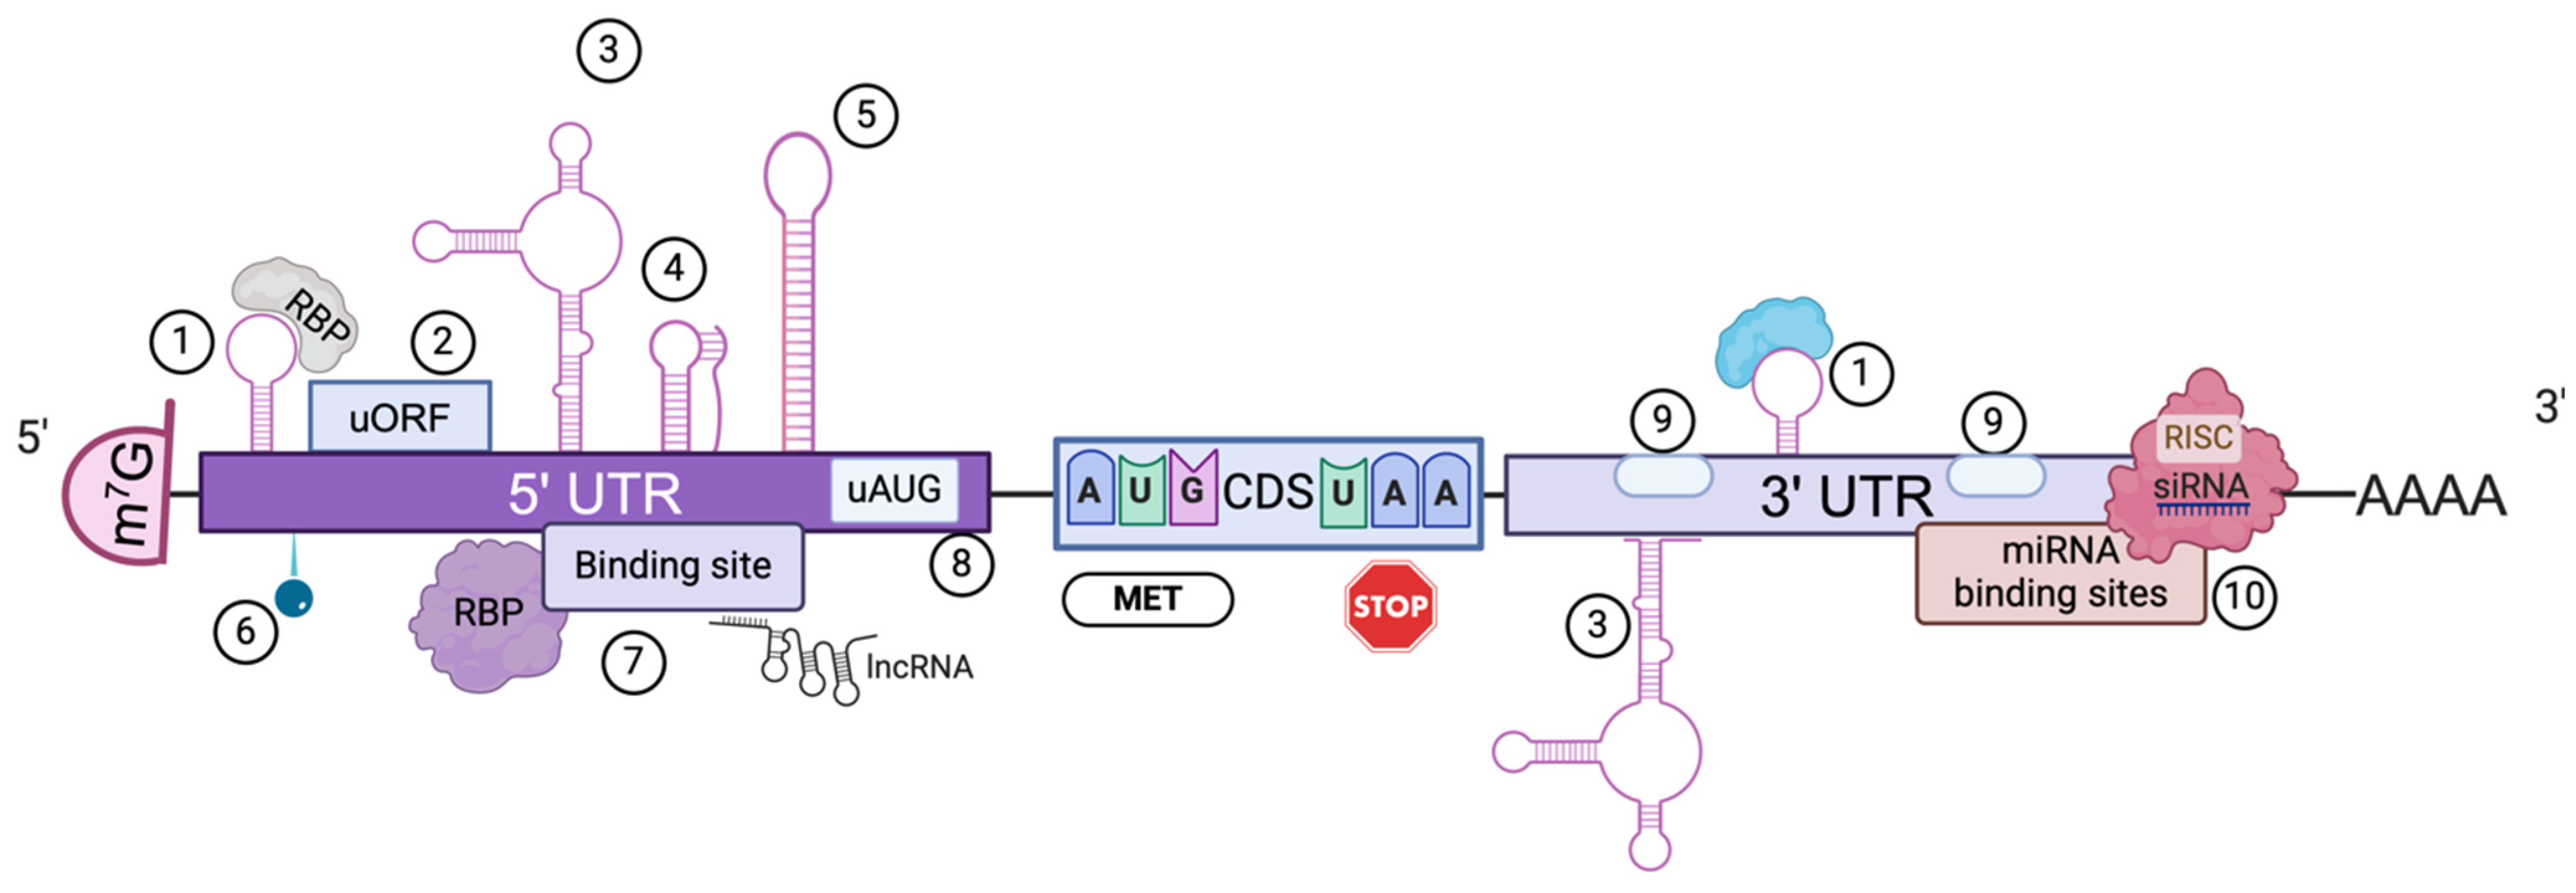 3
5
4
RBP
1
2
1
9
9
uORF
5'
3'
m⁷G
5' UTR
uAUG
A U G CDS U A A
3' UTR
RISC
siRNA
AAAA
Binding site
8
miRNA
binding sites
10
MET
STOP
6
RBP
7
lncRNA
3